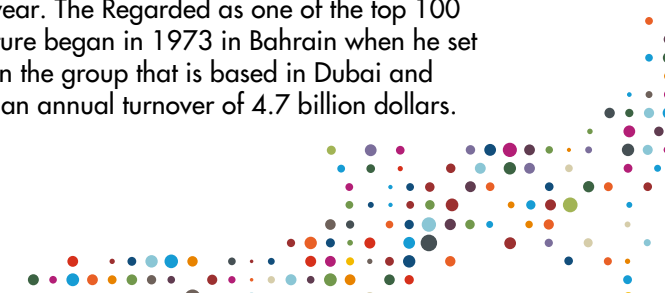 year. The Regarded as one of the top 100
ture began in 1973 in Bahrain when he set
n the group that is based in Dubai and
an annual turnover of 4.7 billion dollars.